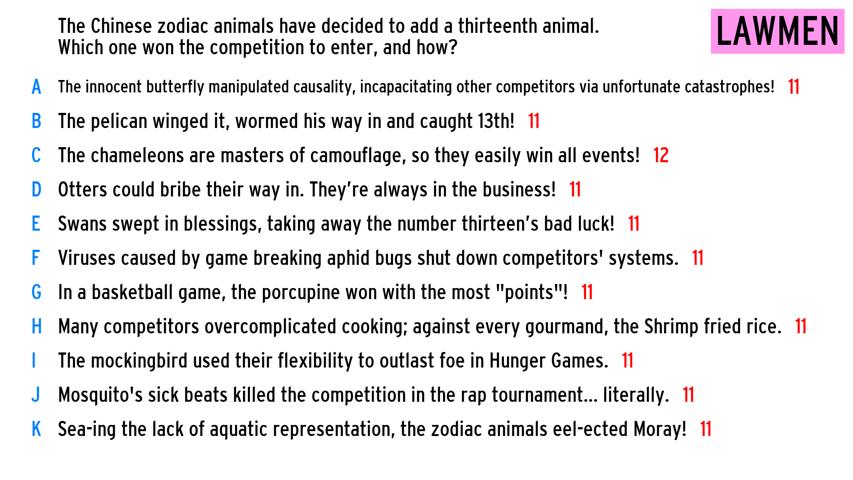 The Chinese zodiac animals have decided to add a thirteenth animal.
Which one won the competition to enter, and how?
LAWMEN
A The innocent butterfly manipulated causality, incapacitating other competitors via unfortunate catastrophes! 11
B The pelican winged it, wormed his way in and caught 13th! 11
C The chameleons are masters of camouflage, so they easily win all events! 12
D Otters could bribe their way in. They're always in the business! 11
E Swans swept in blessings, taking away the number thirteen's bad luck! 11
F Viruses caused by game breaking aphid bugs shut down competitors' systems. 11
G In a basketball game, the porcupine won with the most "points"! 11
H Many competitors overcomplicated cooking; against every gourmand, the Shrimp fried rice. 11
I The mockingbird used their flexibility to outlast foe in Hunger Games. 11
J Mosquito's sick beats killed the competition in the rap tournament... literally. 11
K Sea-ing the lack of aquatic representation, the zodiac animals eel-ected Moray! 11